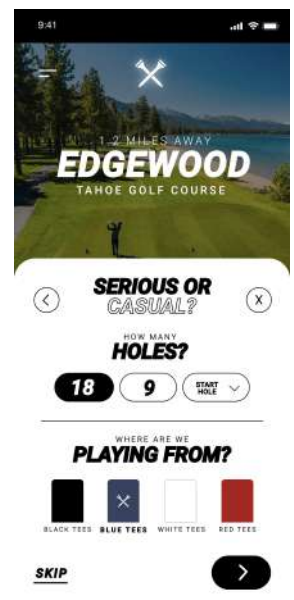 9:41
1.2 MILES AWAY
EDGEWOOD
TAHOE GOLF COURSE
SERIOUS OR
CASUAL?
X
HOW MANY
HOLES?
18 9 START HOLE
WHERE ARE WE
PLAYING FROM?
BLACK TEES BLUE TEES WHITE TEES RED TEES
SKIP